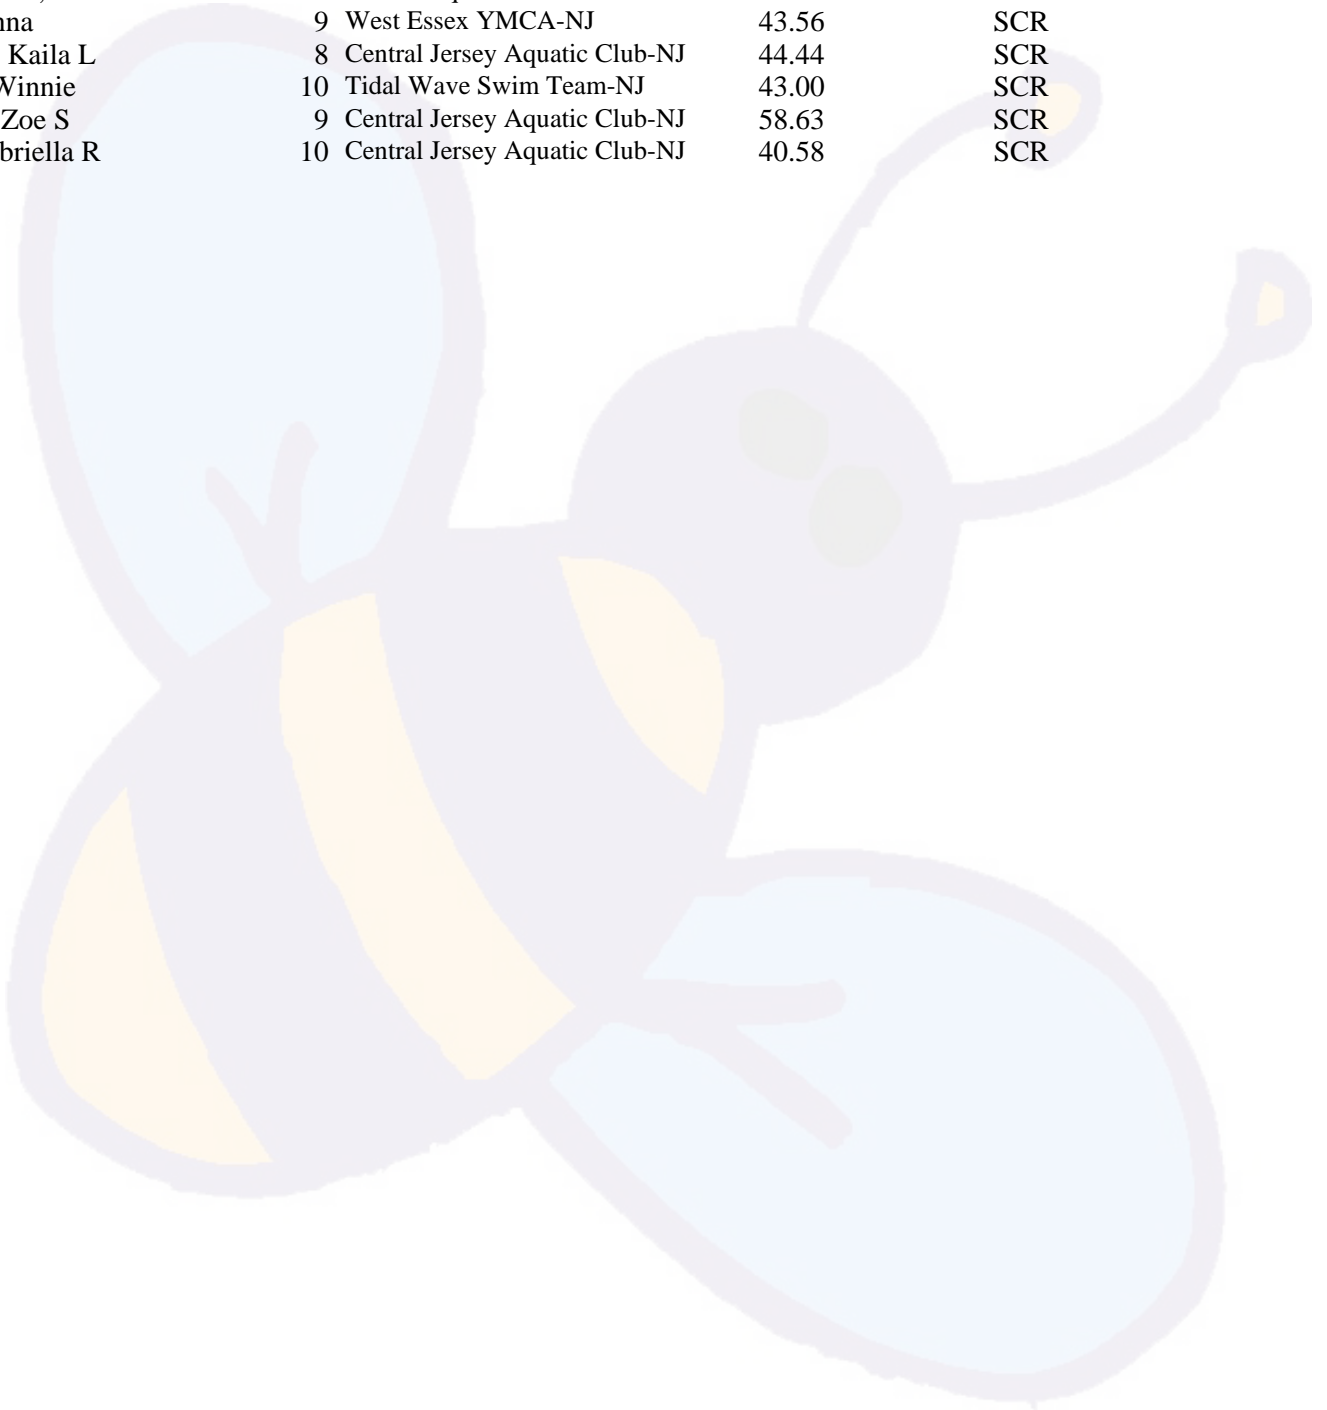 nna 9 West Essex YMCA-NJ 43.56 SCR
Kaila L 8 Central Jersey Aquatic Club-NJ 44.44 SCR
Winnie 10 Tidal Wave Swim Team-NJ 43.00 SCR
Zoe S 9 Central Jersey Aquatic Club-NJ 58.63 SCR
briella R 10 Central Jersey Aquatic Club-NJ 40.58 SCR